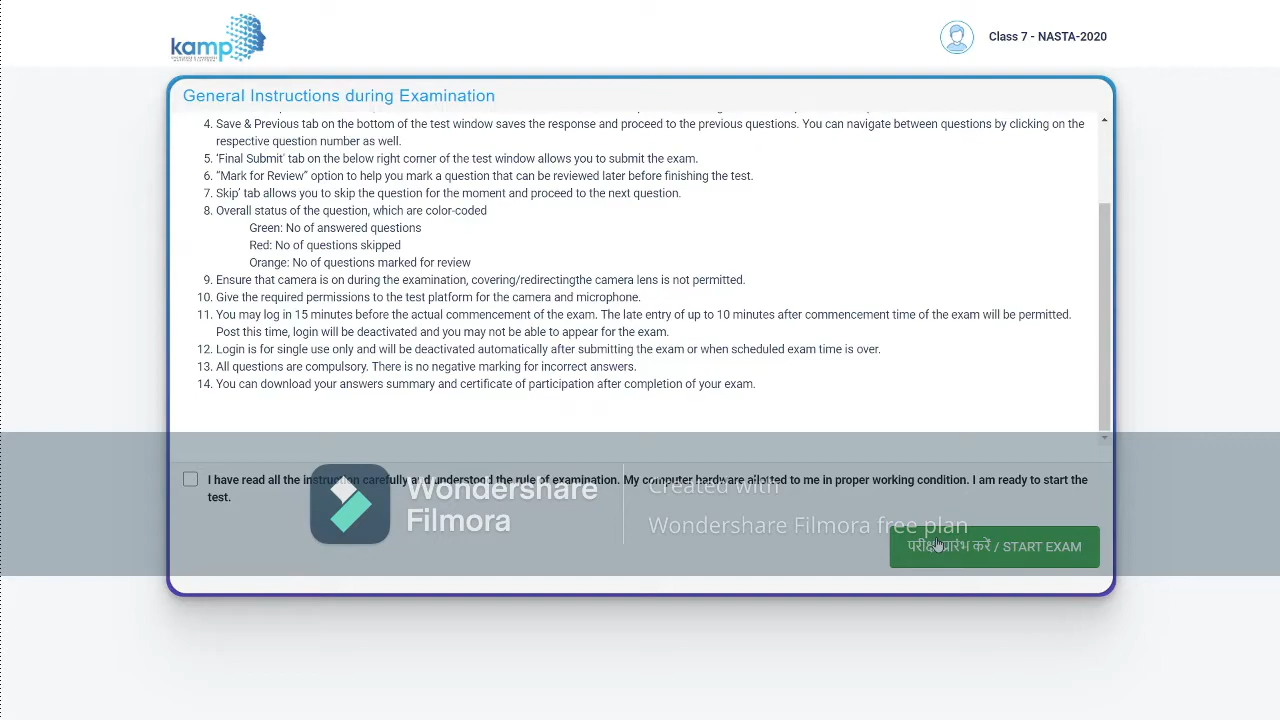 kamp
Class 7 - NASTA-2020
General Instructions during Examination
4. Save & Previous tab on the bottom of the test window saves the response and proceed to the previous questions. You can navigate between questions by clicking on the
respective question number as well.
5. 'Final Submit' tab on the below right corner of the test window allows you to submit the exam.
6. “Mark for Review” option to help you mark a question that can be reviewed later before finishing the test.
7. Skip’ tab allows you to skip the question for the moment and proceed to the next question.
8. Overall status of the question, which are color-coded
Green: No of answered questions
Red: No of questions skipped
Orange: No of questions marked for review
9. Ensure that camera is on during the examination, covering/redirectingthe camera lens is not permitted.
10. Give the required permissions to the test platform for the camera and microphone.
11. You may log in 15 minutes before the actual commencement of the exam. The late entry of up to 10 minutes after commencement time of the exam will be permitted.
Post this time, login will be deactivated and you may not be able to appear for the exam.
12. Login is for single use only and will be deactivated automatically after submitting the exam or when scheduled exam time is over.
13. All questions are compulsory. There is no negative marking for incorrect answers.
14. You can download your answers summary and certificate of participation after completion of your exam.
I have read all the instruction carefully and understood the rule of examination. My computer hardware allotted to me in proper working condition. I am ready to start the
test.
Wondershare
Filmora
Created with
Wondershare Filmora free plan
परीक्षा प्रारंभ करें / START EXAM